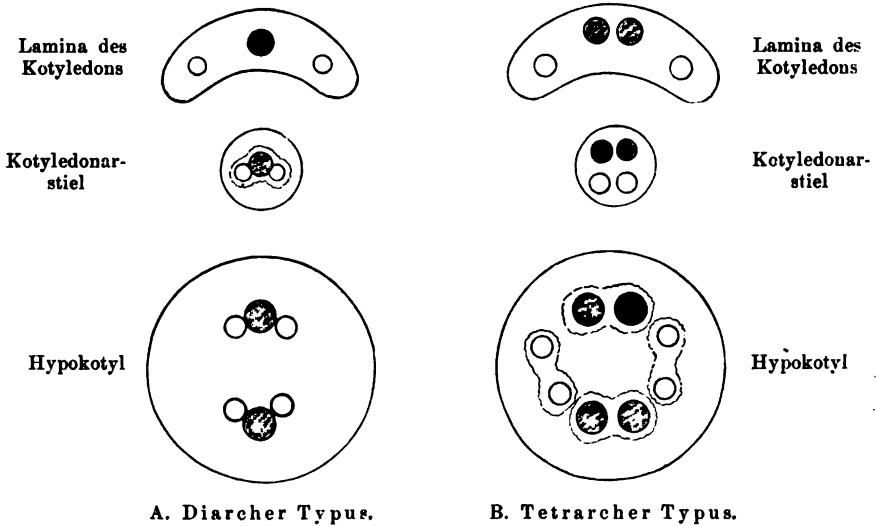 Lamina des
Kotyledons
Lamina des
Kotyledons
Kotyledonar-
stiel
Kotyledonar-
stiel
Hypokotyl
Hypokotyl
A. Diarcher Typus.
B. Tetrarcher Typus.